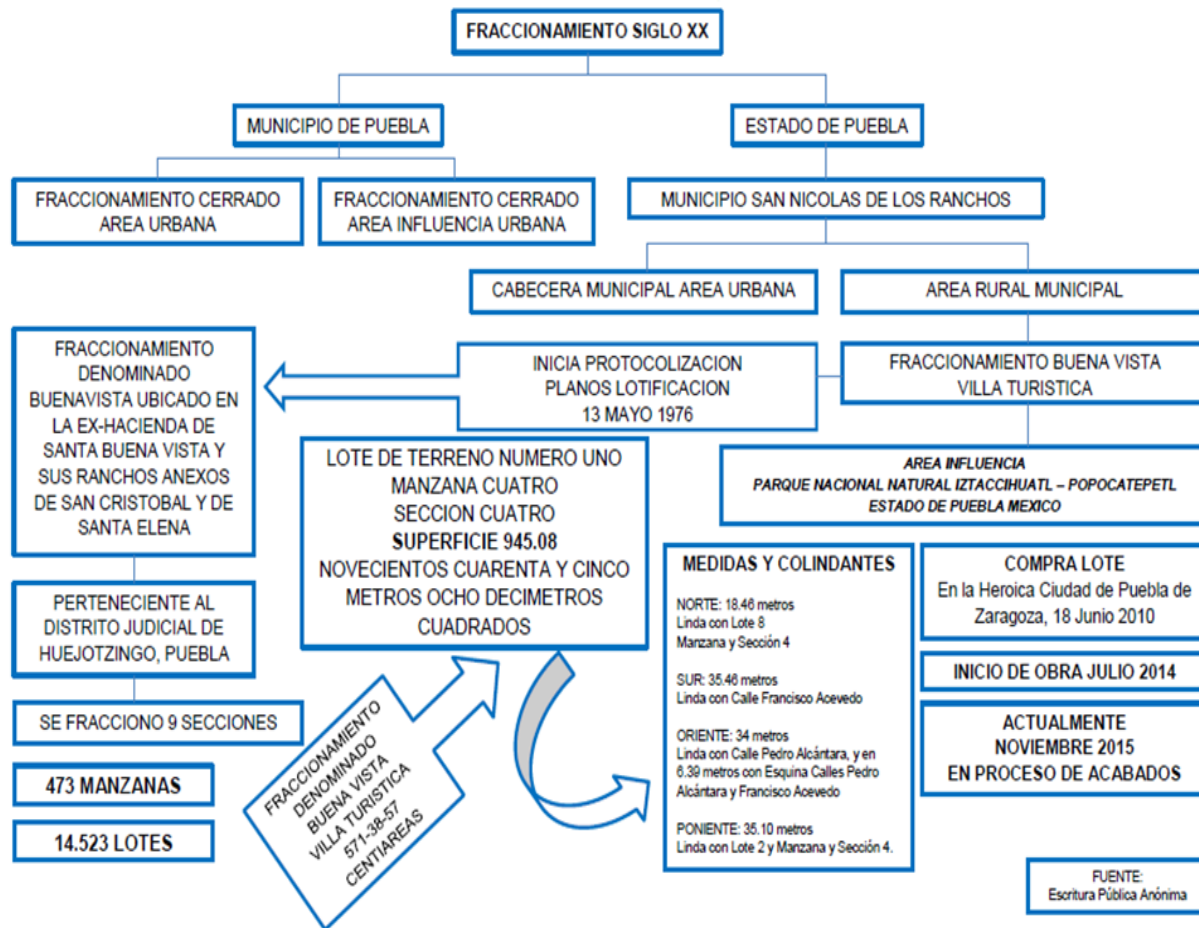 FRACCIONAMIENTO SIGLO XX
MUNICIPIO DE PUEBLA
ESTADO DE PUEBLA
FRACCIONAMIENTO CERRADO
AREA URBANA
FRACCIONAMIENTO CERRADO
AREA INFLUENCIA URBANA
MUNICIPIO SAN NICOLAS DE LOS RANCHOS
CABECERA MUNICIPAL AREA URBANA
AREA RURAL MUNICIPAL
FRACCIONAMIENTO BUENA VISTA
VILLA TURISTICA
INICIA PROTOCOLIZACION
PLANOS LOTIFICACION
13 MAYO 1976
FRACCIONAMIENTO
DENOMINADO
BUENAVISTA UBICADO EN
LA EX-HACIENDA DE
SANTA BUENA VISTA Y
SUS RANCHOS ANEXOS
DE SAN CRISTOBAL Y DE
SANTA ELENA
PERTENECIENTE AL
DISTRITO JUDICIAL DE
HUEJOTZINGO, PUEBLA
SE FRACCIONO 9 SECCIONES
473 MANZANAS
14.523 LOTES
AREA INFLUENCIA
PARQUE NACIONAL NATURAL IZTACCIHUATL – POPOCATEPETL
ESTADO DE PUEBLA MEXICO
FRACCIONAMIENTO
DENOMINADO
BUENA VISTA
VILLA TURISTICA
571-38-57
CENTIAREAS
LOTE DE TERRENO NUMERO UNO
MANZANA CUATRO
SECCION CUATRO
SUPERFICIE 945.08
NOVECIENTOS CUARENTA Y CINCO
METROS OCHO DECIMETROS
CUADRADOS
MEDIDAS Y COLINDANTES
NORTE: 18.46 metros
Linda con Lote 8
Manzana y Sección 4
SUR: 35.46 metros
Linda con Calle Francisco Acevedo
ORIENTE: 34 metros
Linda con Calle Pedro Alcántara, y en
6.39 metros con Esquina Calles Pedro
Alcántara y Francisco Acevedo
PONIENTE: 35.10 metros
Linda con Lote 2 y Manzana y Sección 4.
COMPRA LOTE
En la Heroica Ciudad de Puebla de
Zaragoza, 18 Junio 2010
INICIO DE OBRA JULIO 2014
ACTUALMENTE
NOVIEMBRE 2015
EN PROCESO DE ACABADOS
FUENTE:
Escritura Pública Anónima